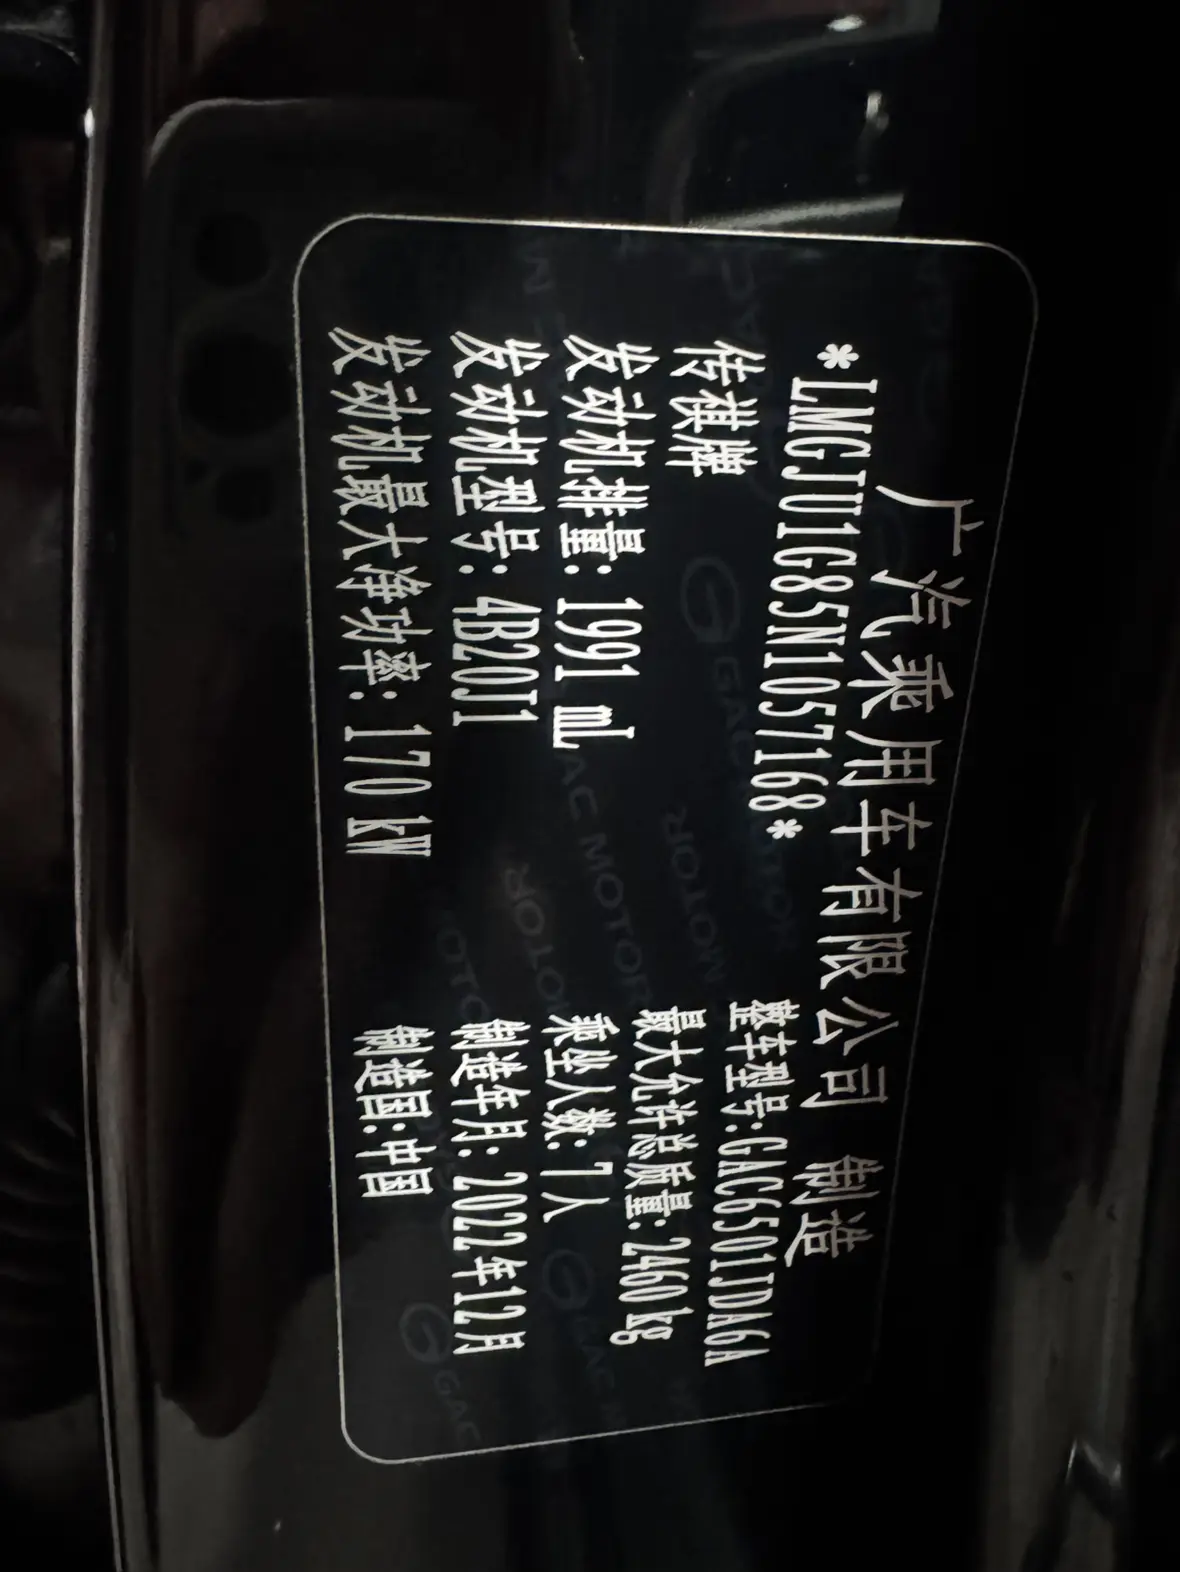 广汽乘用车有限公司 制造
*LMGJU1G85N1057168*
传祺牌
发动机排量: 1991 mL
发动机型号: 4B20J1
发动机最大净功率: 170 kW
整车型号: GAC6501JDA6A
最大允许总质量: 2460 kg
乘坐人数: 7人
制造年月: 2022年12月
制造国: 中国
GAC MOTOR